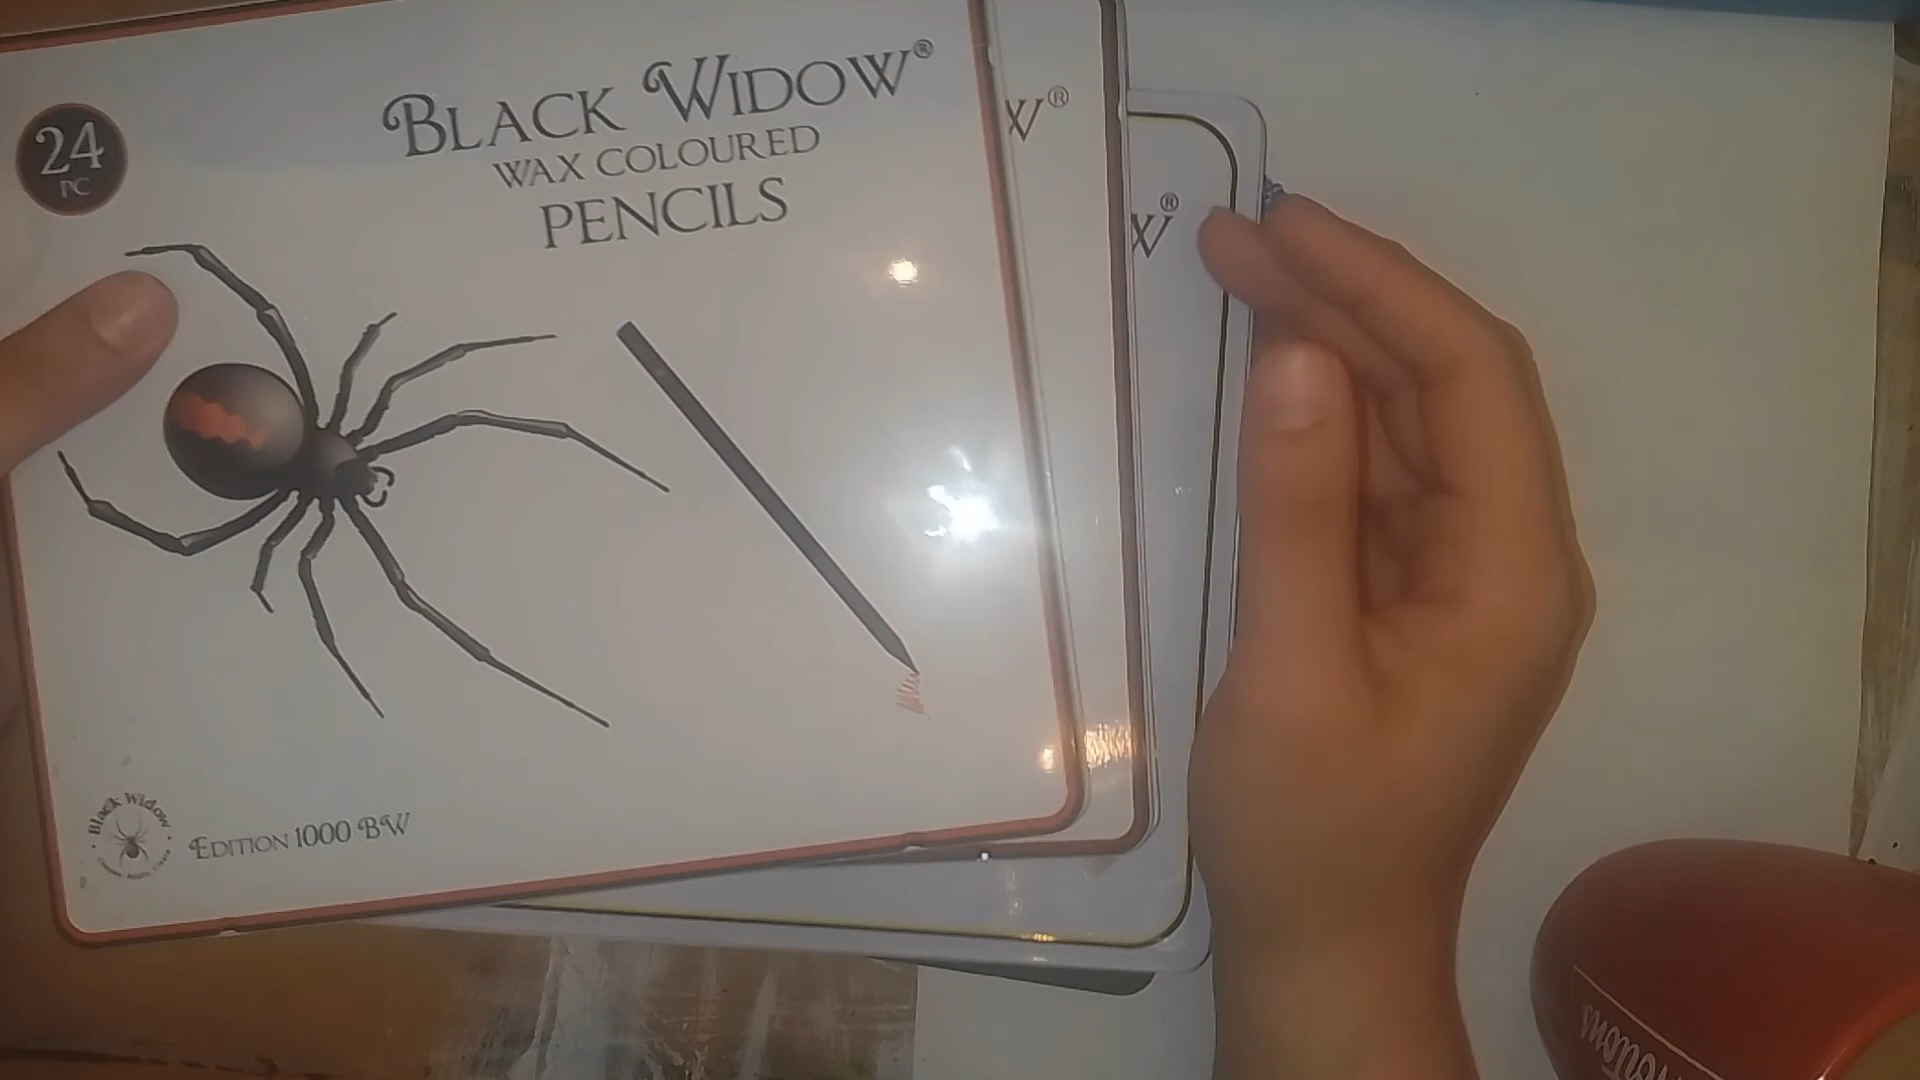 24
PC
BLACK WIDOW®
WAX COLOURED
PENCILS
W®
W®
Black Widow
EDITION 1000 BW